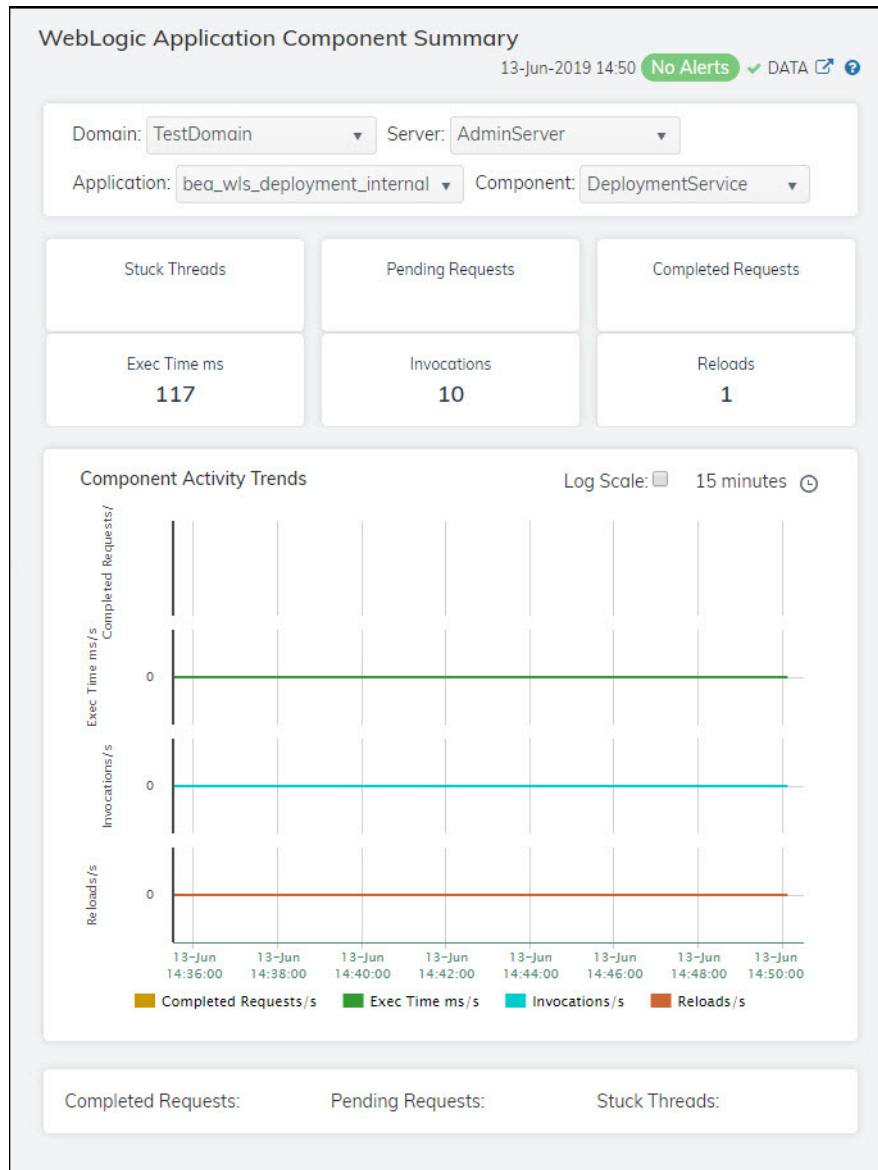 WebLogic Application Component Summary
13-Jun-2019 14:50 No Alerts DATA
Domain: TestDomain Server: AdminServer
Application: bea_wls_deployment_internal Component: DeploymentService
Stuck Threads Pending Requests Completed Requests
Exec Time ms Invocations Reloads
117 10 1
Component Activity Trends Log Scale: 15 minutes
Completed Requests/
Exec Time ms/s
0
Invocations/s
0
Reloads/s
0
13-Jun 13-Jun 13-Jun 13-Jun 13-Jun 13-Jun 13-Jun 13-Jun
14:36:00 14:38:00 14:40:00 14:42:00 14:44:00 14:46:00 14:48:00 14:50:00
Completed Requests/s Exec Time ms/s Invocations/s Reloads/s
Completed Requests: Pending Requests: Stuck Threads: